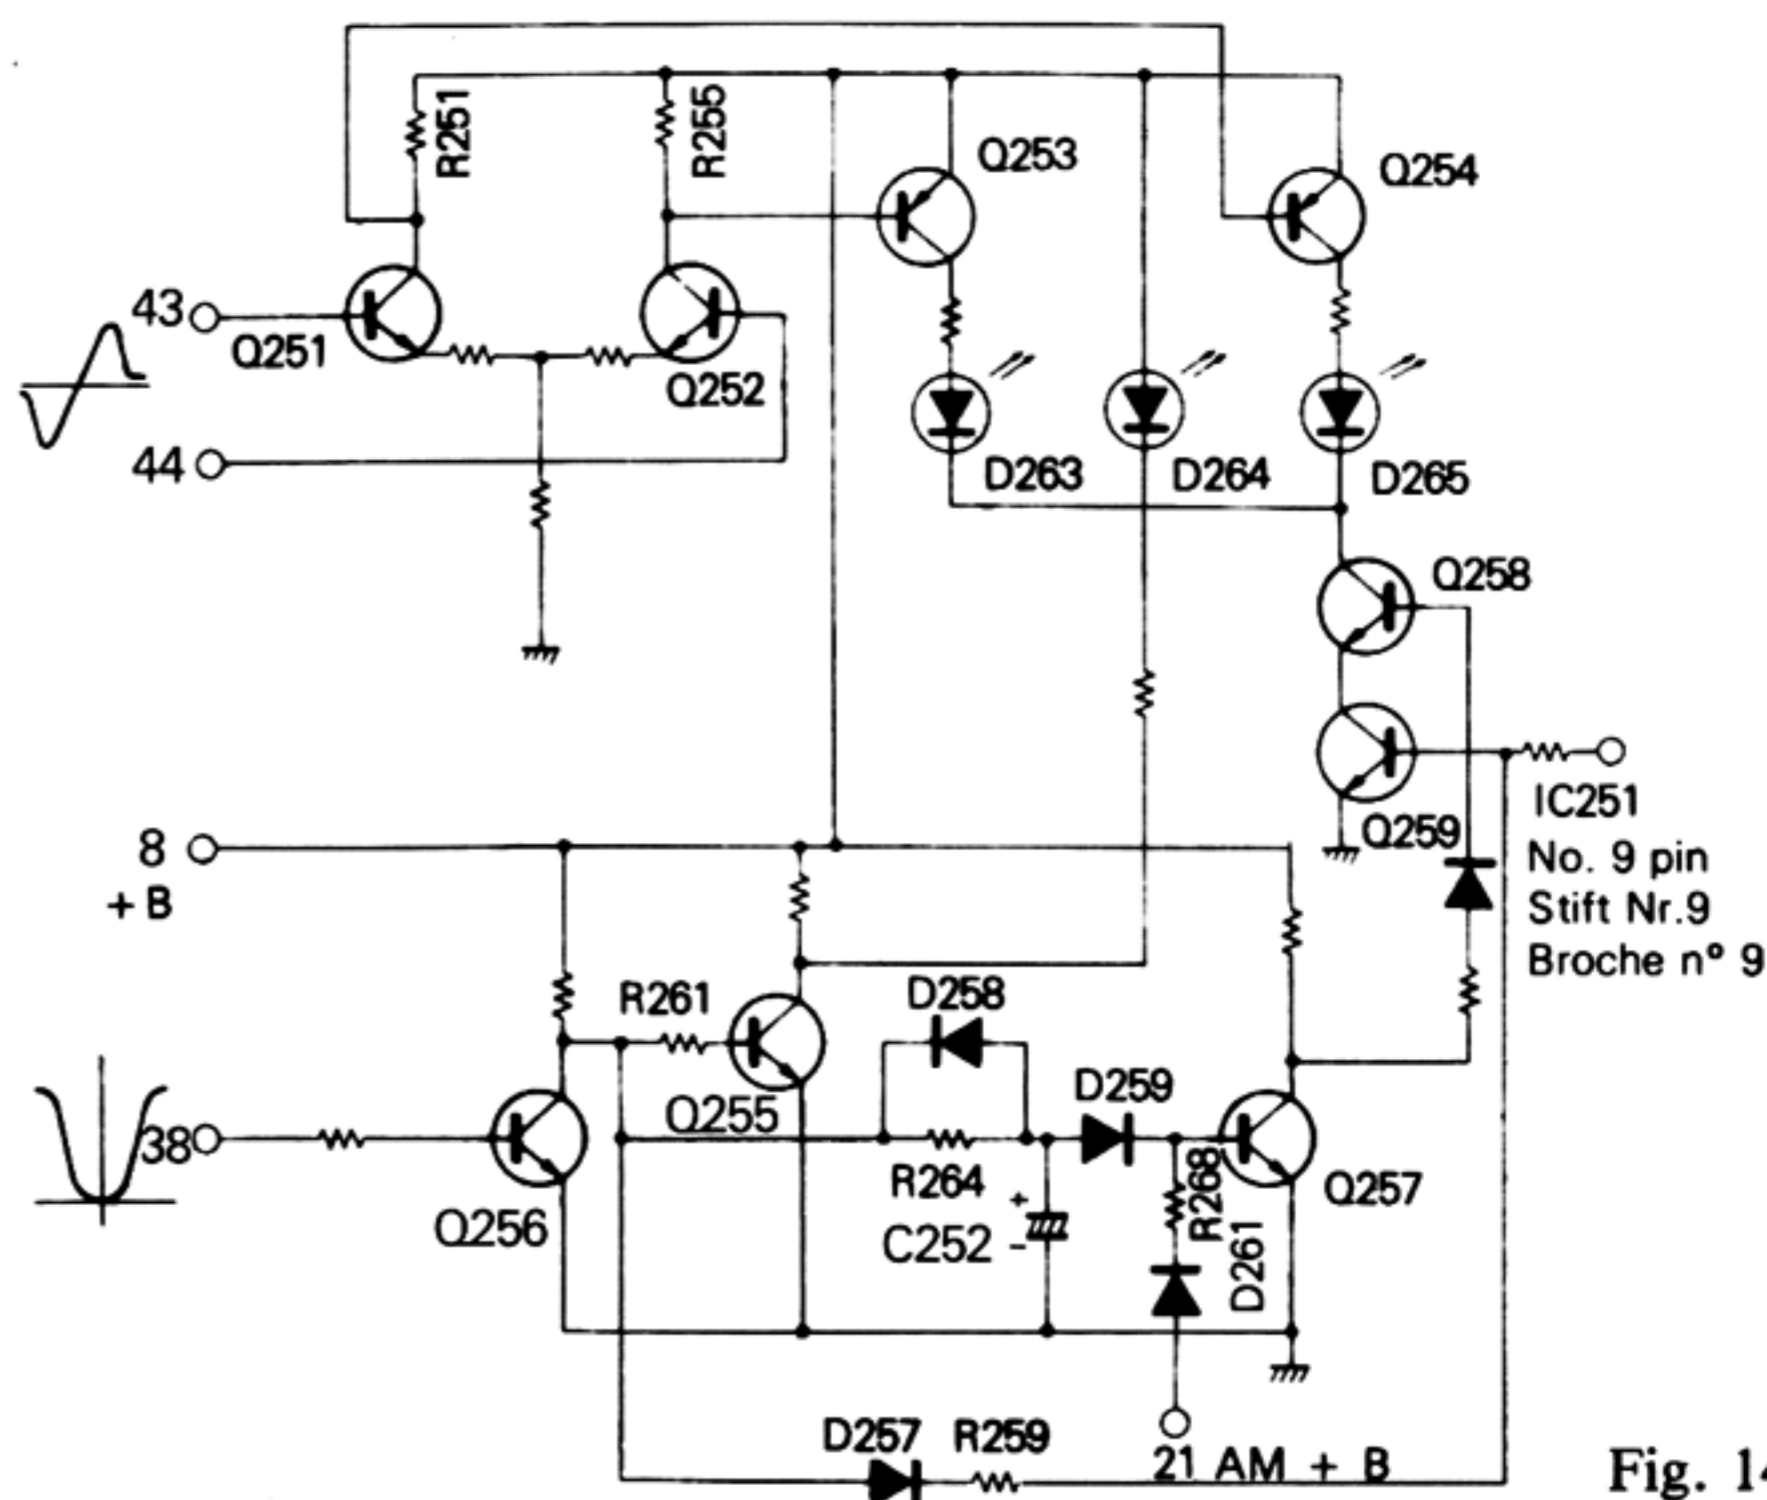 R251
R255
Q253
Q254
43
Q251
Q252
44
D263
D264
D265
Q258
IC251
Q259
No. 9 pin
Stift Nr.9
Broche nº 9
8
+ B
R261
D258
D259
Q255
38
R264
R268
Q257
Q256
+
C252
-
D261
D257
R259
21 AM + B
Fig. 14